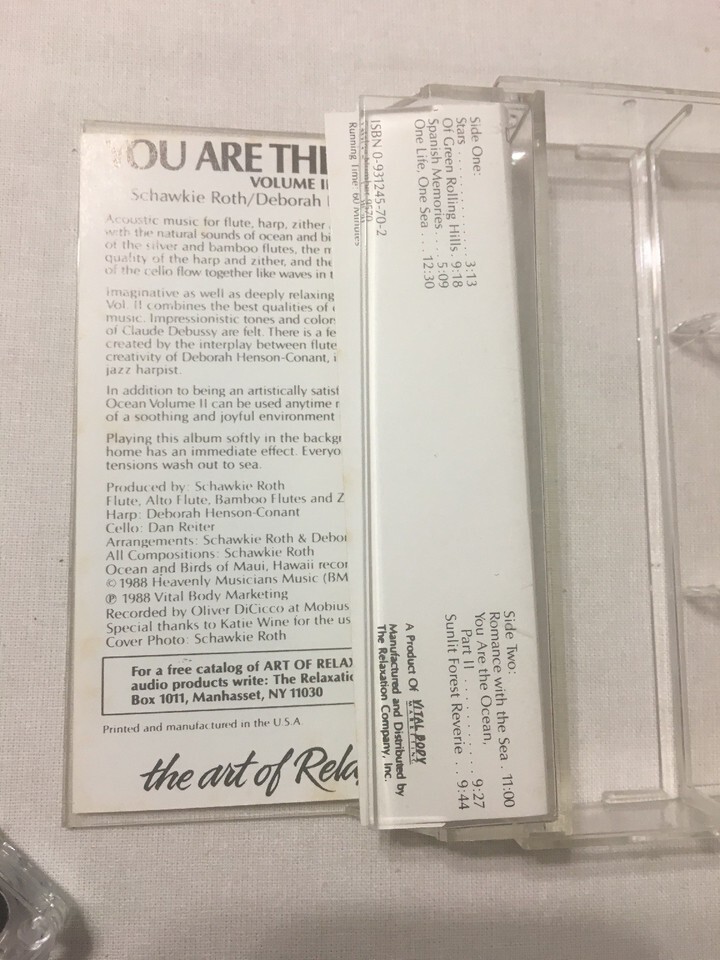 YOU ARE THE
VOLUME II
Schawkie Roth/Deborah
Acoustic music for flute, harp, zither
with the natural sounds of ocean and bi
of the silver and bamboo flutes, the m
quality of the harp and zither, and the
of the cello flow together like waves in t
Imaginative as well as deeply relaxing
Vol. II combines the best qualities of
music. Impressionistic tones and color
of Claude Debussy are felt. There is a fe
created by the interplay between flute
creativity of Deborah Henson-Conant, i
jazz harpist.
In addition to being an artistically satisf
Ocean Volume II can be used anytime
of a soothing and joyful environment
Playing this album softly in the backgr
home has an immediate effect. Everyo
tensions wash out to sea.
Produced by: Schawkie Roth
Flute, Alto Flute, Bamboo Flutes and Z
Harp: Deborah Henson-Conant
Cello: Dan Reiter
Arrangements: Schawkie Roth & Debo
All Compositions: Schawkie Roth
Ocean and Birds of Maui, Hawaii recor
© 1988 Heavenly Musicians Music (BM
℗ 1988 Vital Body Marketing
Recorded by Oliver DiCicco at Mobius
Special thanks to Katie Wine for the us
Cover Photo: Schawkie Roth
For a free catalog of ART OF RELAX
audio products write: The Relaxatio
Box 1011, Manhasset, NY 11030
Printed and manufactured in the U.S.A.
the art of Rela
Side One:
Stars . . . . . . . . . . . . . . . 3:13
Of Green Rolling Hills . 9:18
Spanish Memories . . . . 5:09
One Life, One Sea . . . 12:30
ISBN 0-931245-70-2
Running Time: 60 Minutes
Side Two:
Romance with the Sea . 11:00
You Are the Ocean,
Part II . . . . . . . . . . . 9:27
Sunlit Forest Reverie . . 9:44
A Product Of VITAL BODY
MARKETING
Manufactured and Distributed by
The Relaxation Company, Inc.